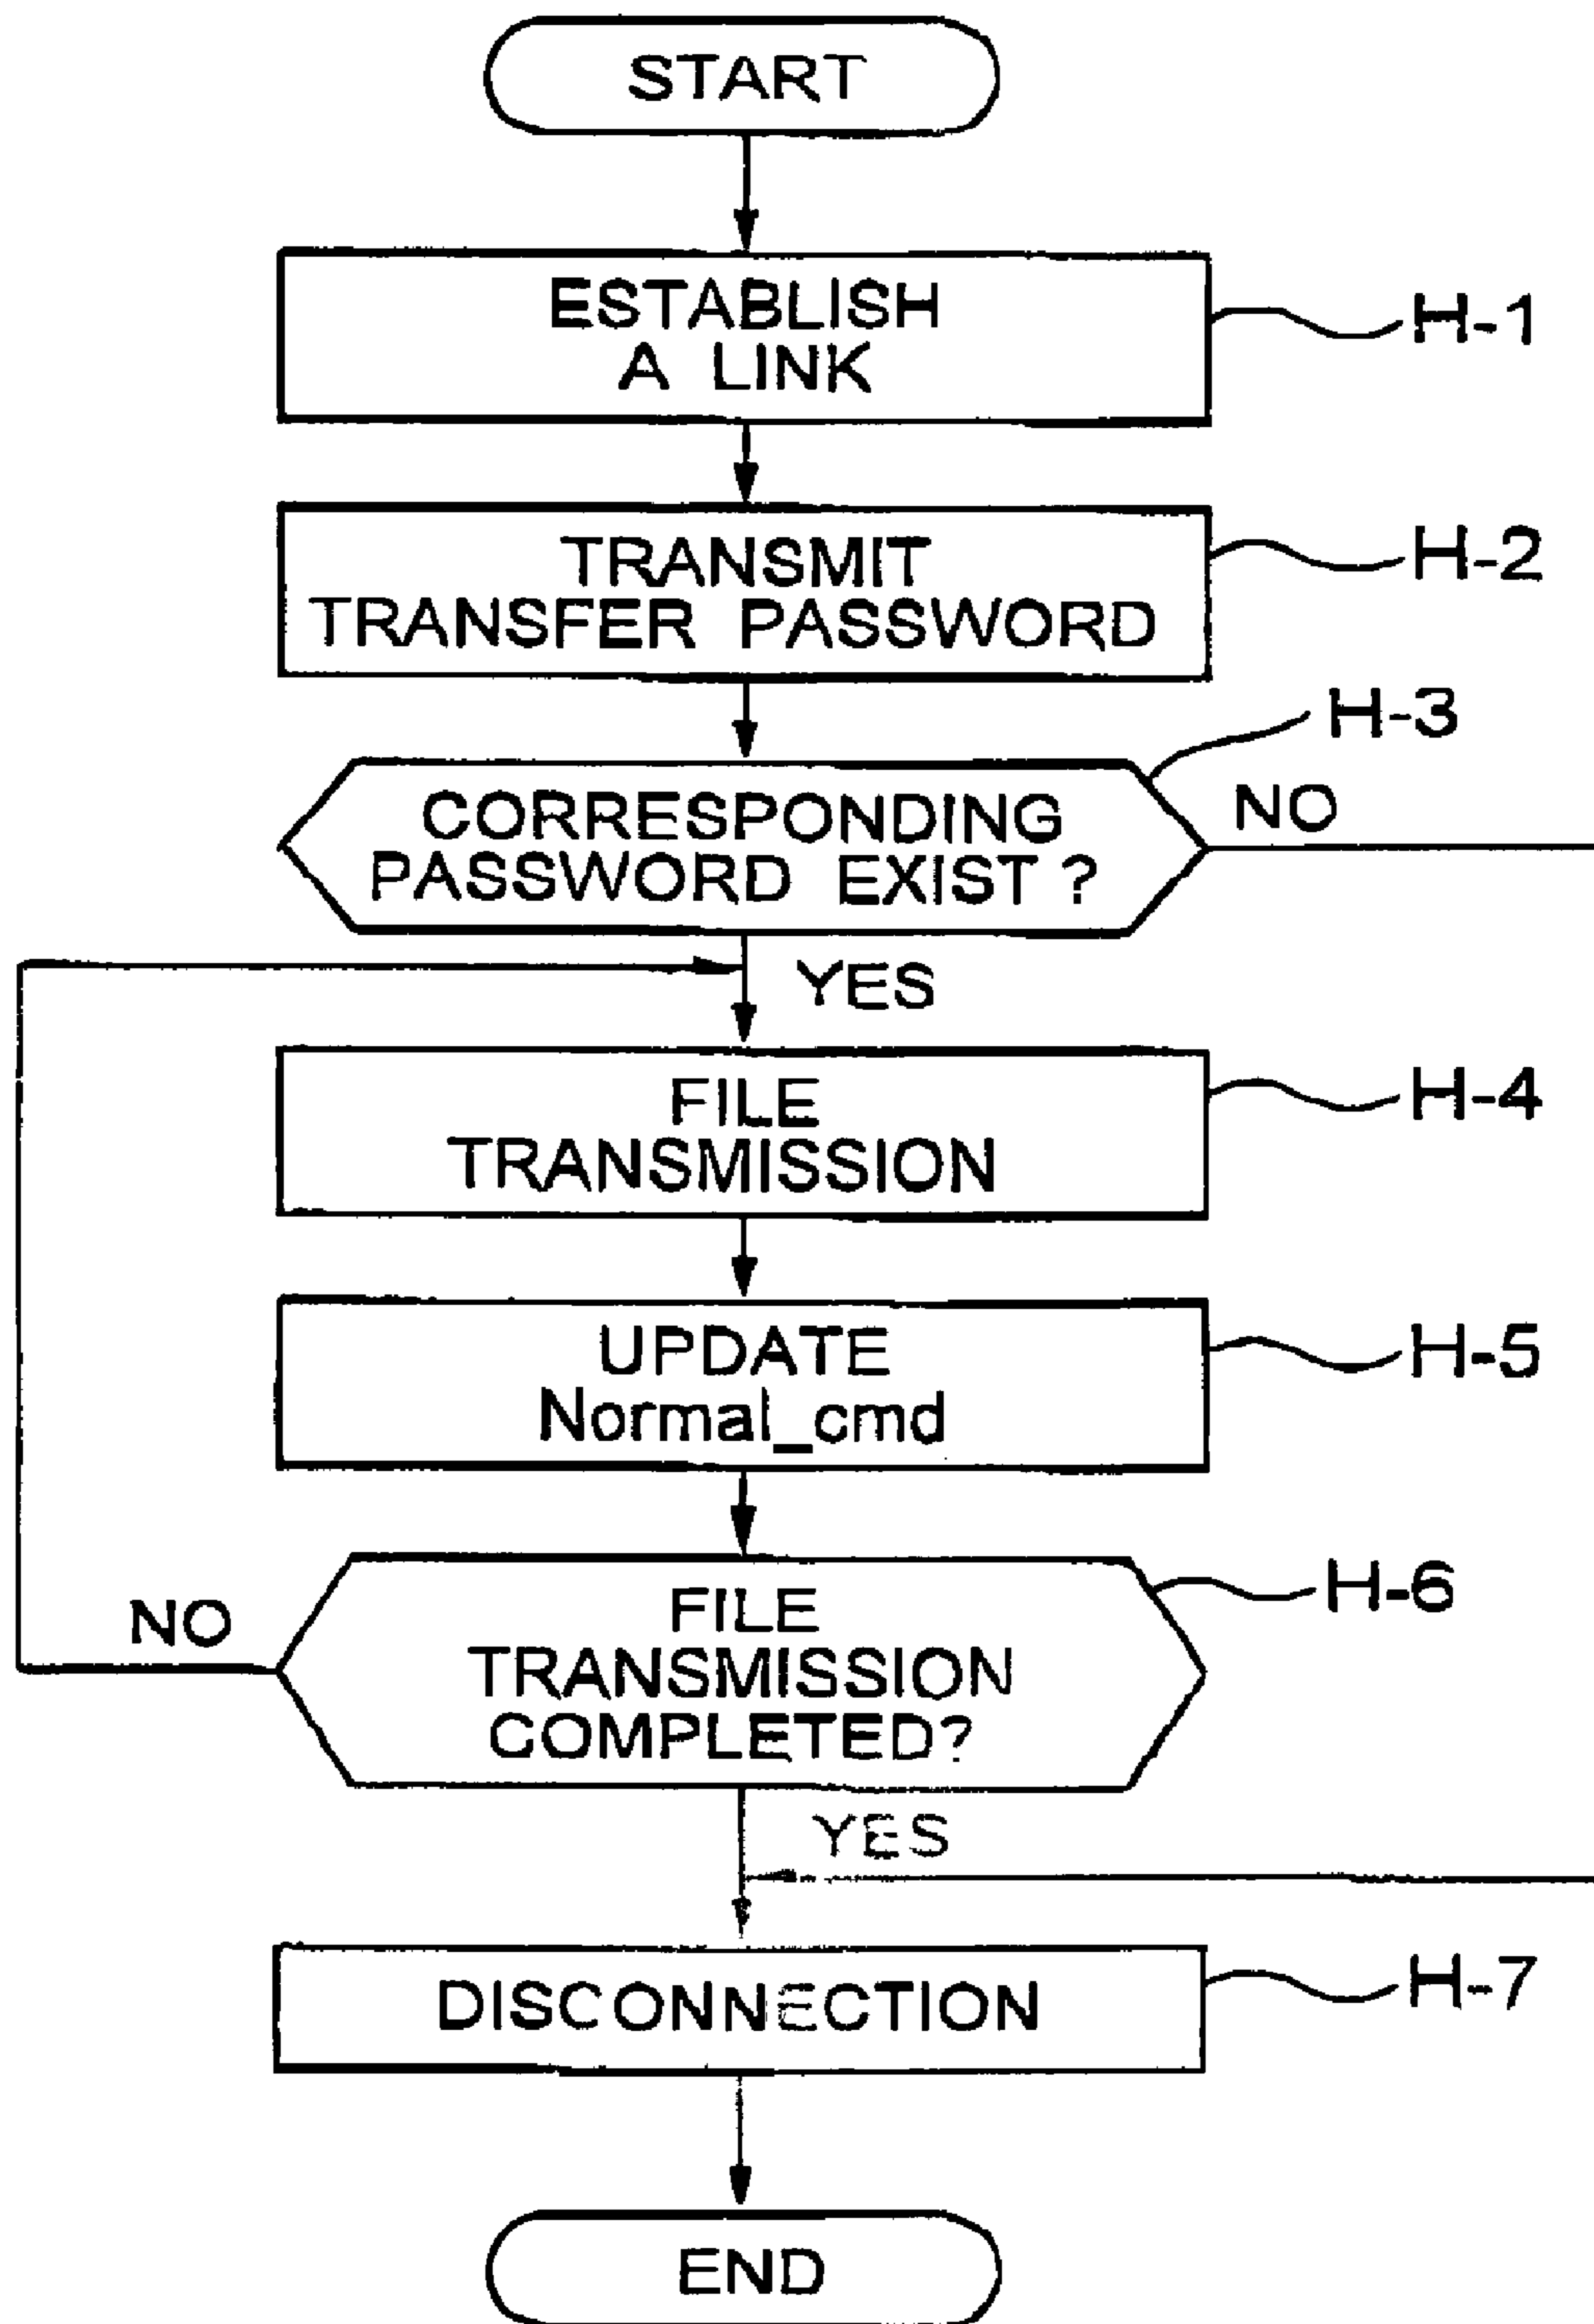 START
ESTABLISH
A LINK
H-1
TRANSMIT
TRANSFER PASSWORD
H-2
H-3
CORRESPONDING
PASSWORD EXIST ?
NO
YES
FILE
TRANSMISSION
H-4
UPDATE
Normal_cmd
H-5
FILE
TRANSMISSION
COMPLETED?
H-6
NO
YES
DISCONNECTION
H-7
END